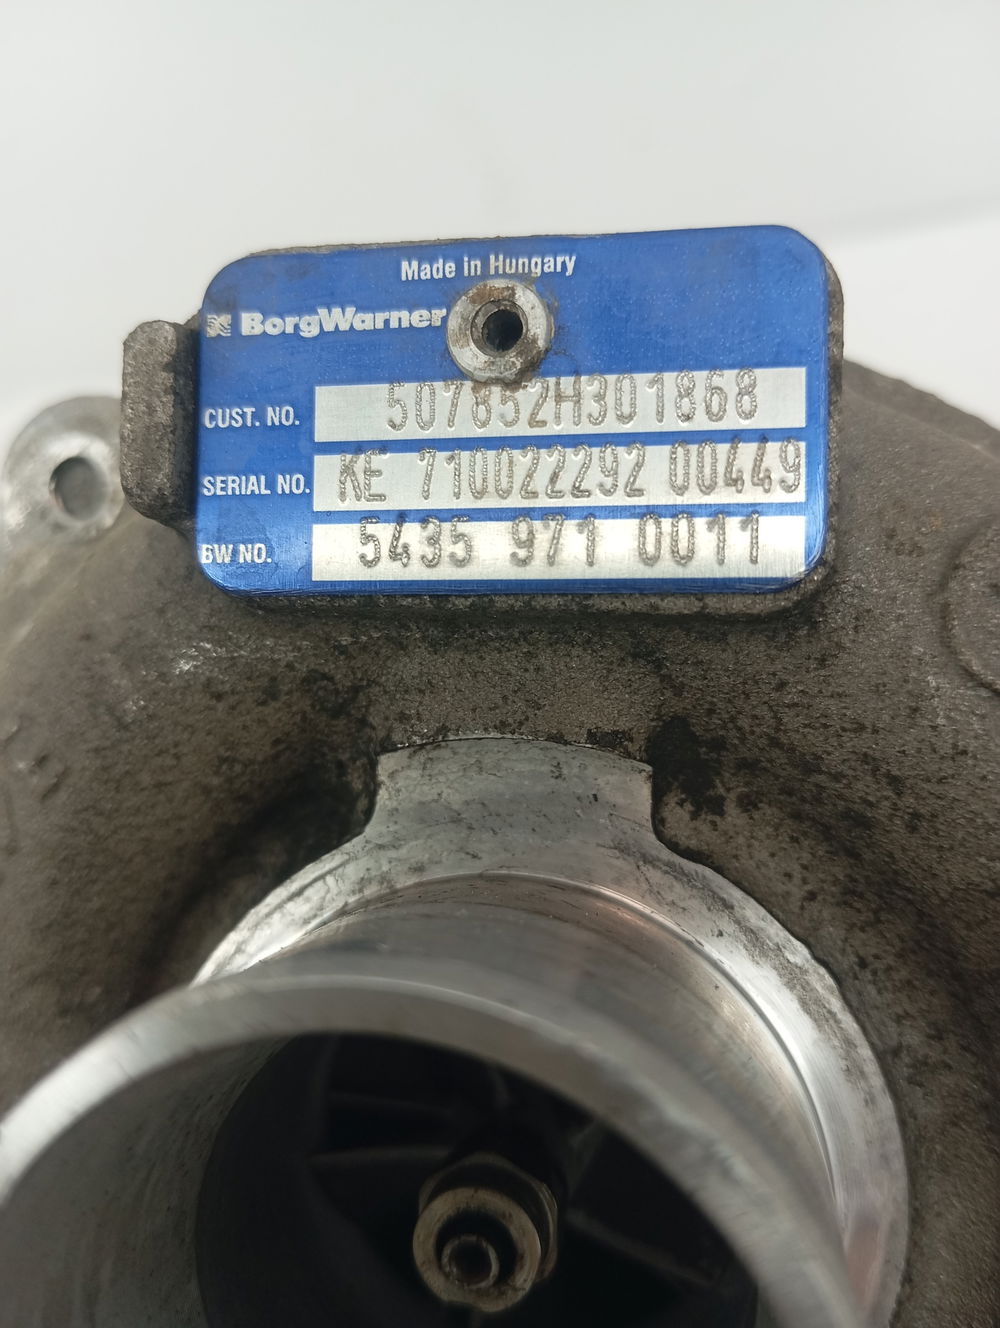 Made in Hungary
BorgWarner
CUST. NO. 507852H301868
SERIAL NO. KE 710022292 00449
BW NO. 5435 971 0011